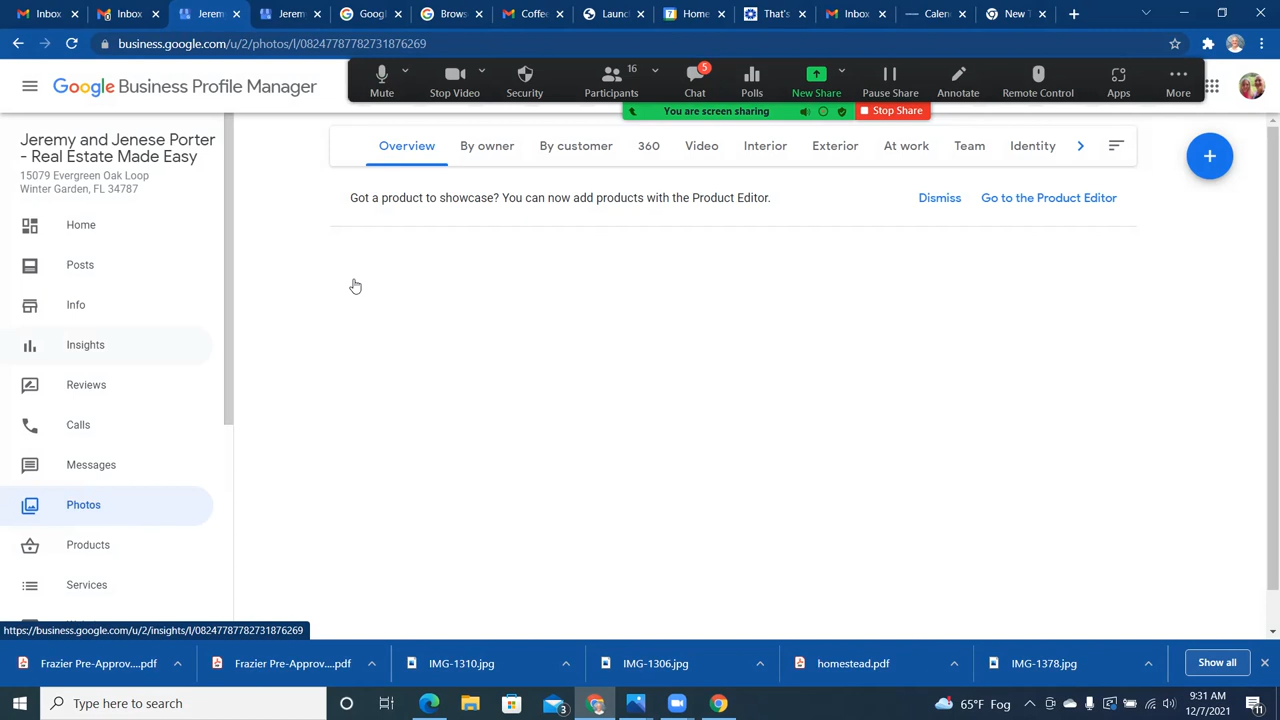 Inbox
Inbox
Jerem
Jerem
Googl
Brows
Coffee
Launc
Home
That's
Inbox
Calen
New T
business.google.com/u/2/photos/l/08247787782731876269
Mute
Stop Video
Security
16
Participants
5
Chat
Polls
New Share
Pause Share
Annotate
Remote Control
Apps
More
You are screen sharing
Stop Share
Google Business Profile Manager
Jeremy and Jenese Porter
- Real Estate Made Easy
15079 Evergreen Oak Loop
Winter Garden, FL 34787
Home
Posts
Info
Insights
Reviews
Calls
Messages
Photos
Products
Services
Overview
By owner
By customer
360
Video
Interior
Exterior
At work
Team
Identity
Got a product to showcase? You can now add products with the Product Editor.
Dismiss
Go to the Product Editor
https://business.google.com/u/2/insights/l/08247787782731876269
Frazier Pre-Approv....pdf
Frazier Pre-Approv....pdf
IMG-1310.jpg
IMG-1306.jpg
homestead.pdf
IMG-1378.jpg
Show all
Type here to search
3
65°F Fog
9:31 AM
12/7/2021
11